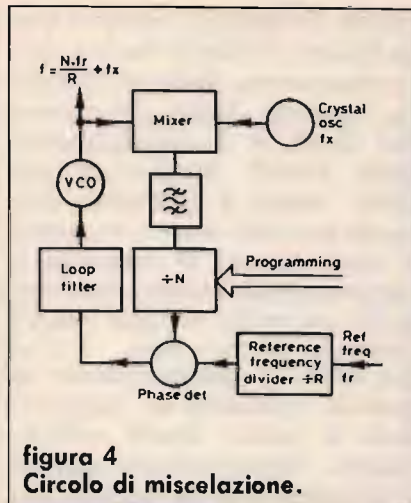 f = N·fr/R + fx
Mixer
Crystal
osc
fx
VCO
Loop
filter
÷N
Programming
Phase det
Reference
frequency
divider ÷R
Ref
freq
fr
figura 4
Circolo di miscelazione.